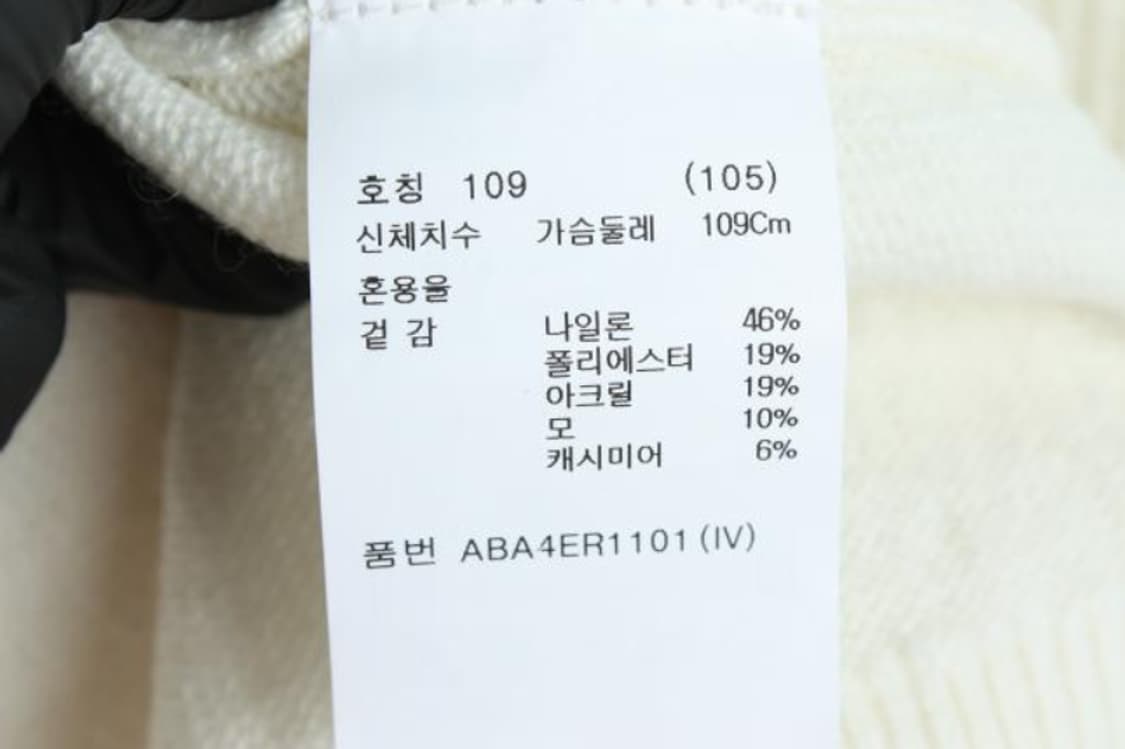 호칭 109 (105)
신체치수 가슴둘레 109Cm
혼용율
겉 감 나일론 46%
폴리에스터 19%
아크릴 19%
모 10%
캐시미어 6%
품번 ABA4ER1101(IV)